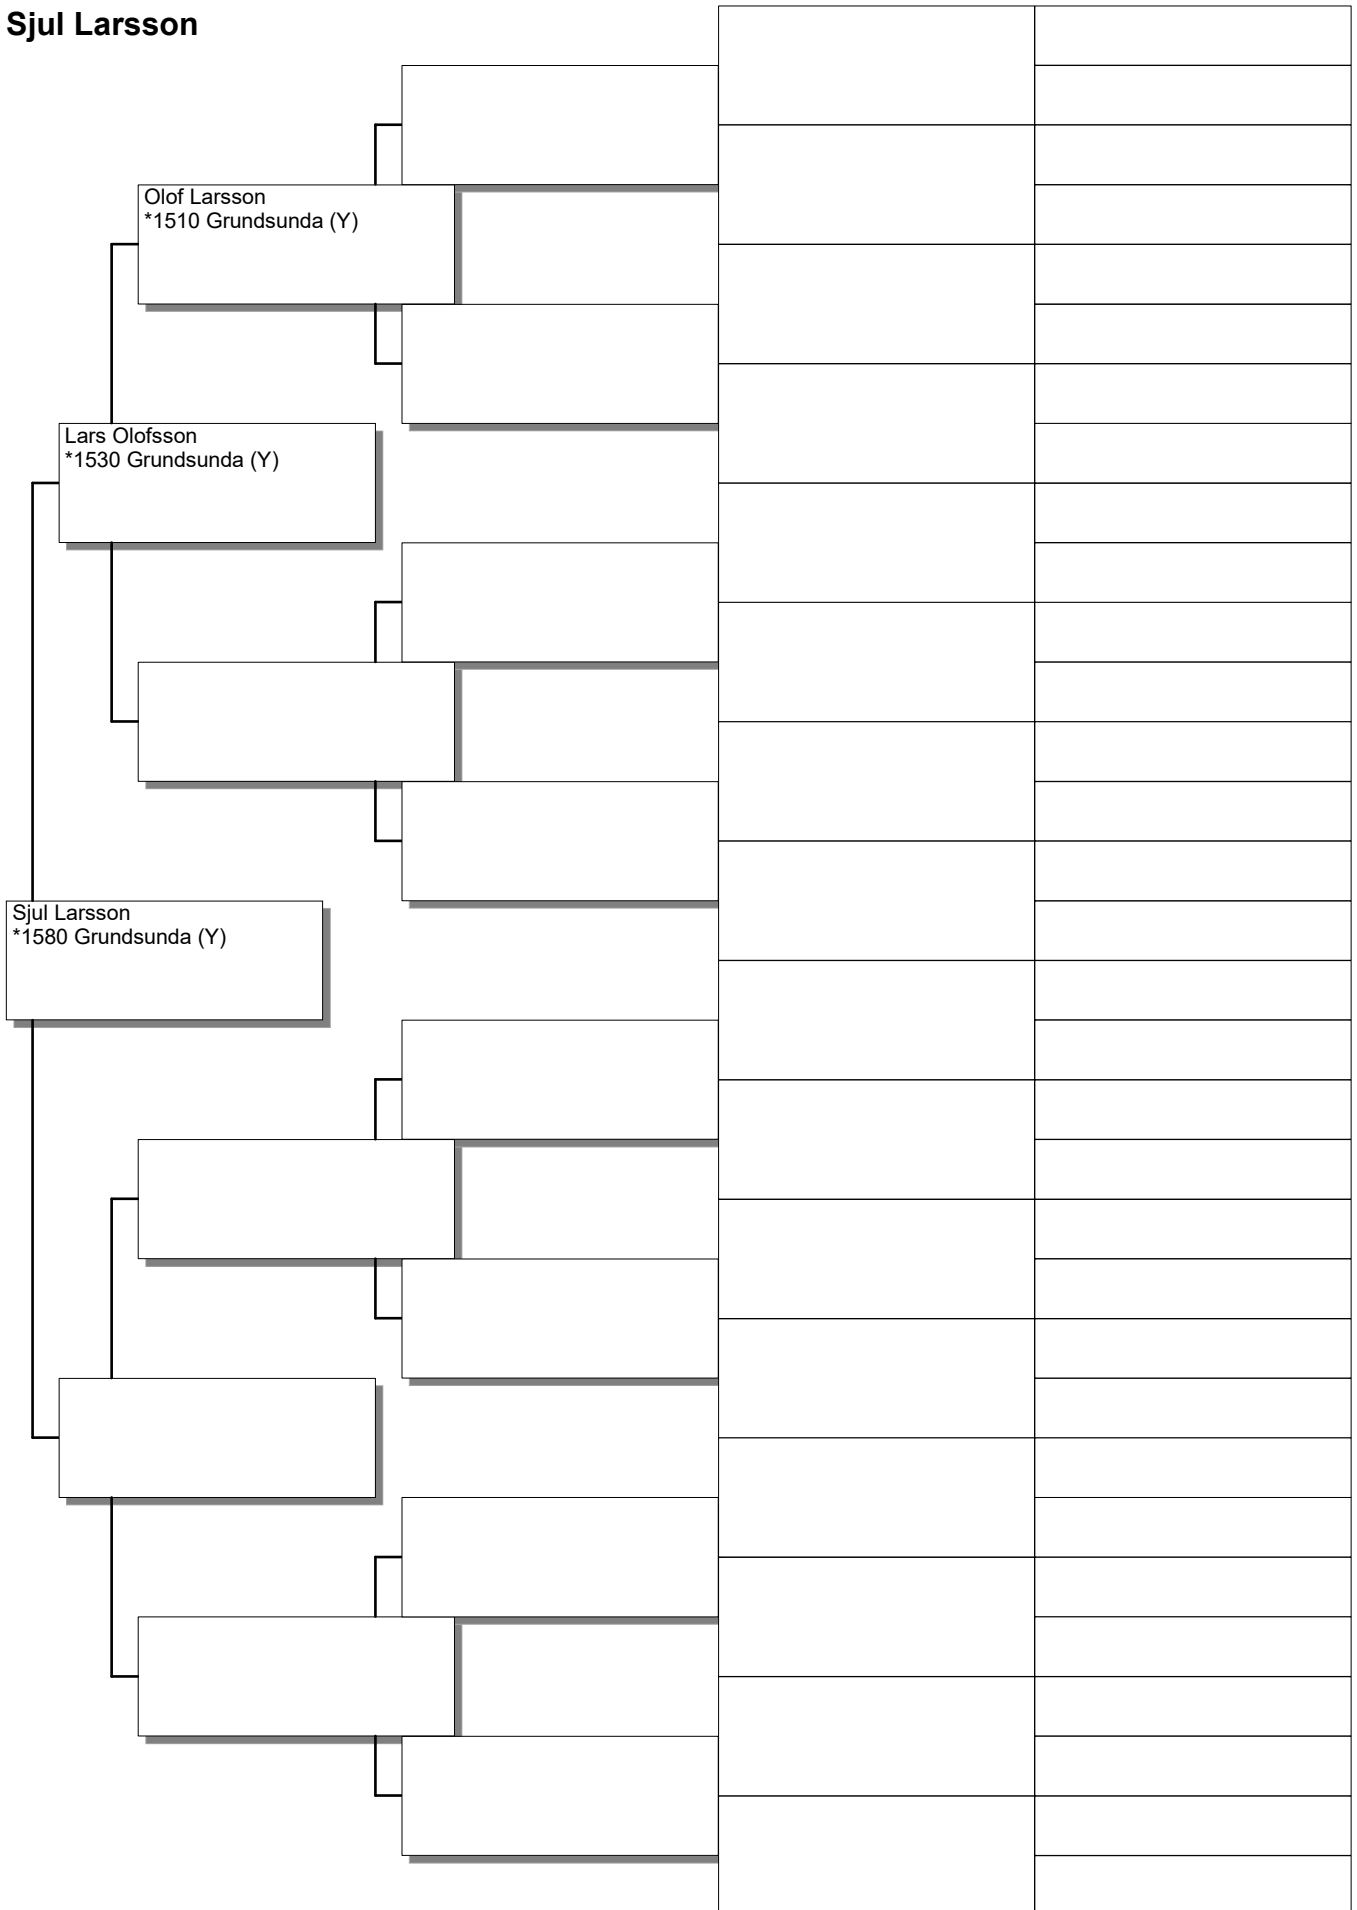 Sjul Larsson
Olof Larsson
*1510 Grundsunda (Y)
Lars Olofsson
*1530 Grundsunda (Y)
Sjul Larsson
*1580 Grundsunda (Y)